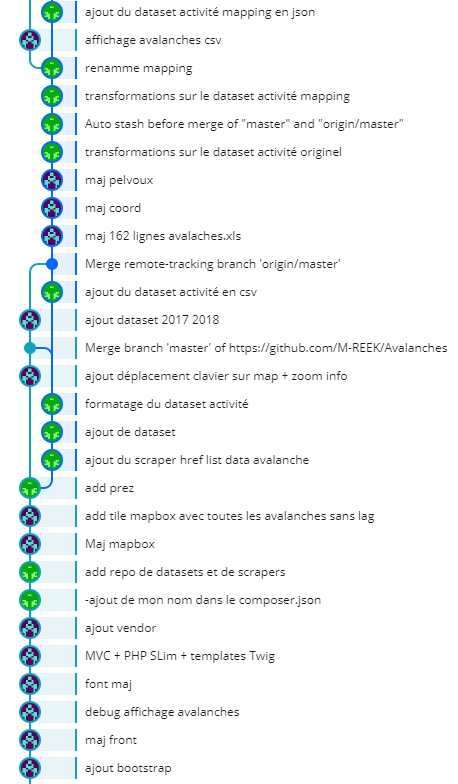 ajout du dataset activité mapping en json
affichage avalanches csv
renamme mapping
transformations sur le dataset activité mapping
Auto stash before merge of "master" and "origin/master"
transformations sur le dataset activité originel
maj pelvoux
maj coord
maj 162 lignes avalaches.xls
Merge remote-tracking branch 'origin/master'
ajout du dataset activité en csv
ajout dataset 2017 2018
Merge branch 'master' of https://github.com/M-REEK/Avalanches
ajout déplacement clavier sur map + zoom info
formatage du dataset activité
ajout de dataset
ajout du scraper href list data avalanche
add prez
add tile mapbox avec toutes les avalanches sans lag
Maj mapbox
add repo de datasets et de scrapers
-ajout de mon nom dans le composer.json
ajout vendor
MVC + PHP SLim + templates Twig
font maj
debug affichage avalanches
maj front
ajout bootstrap